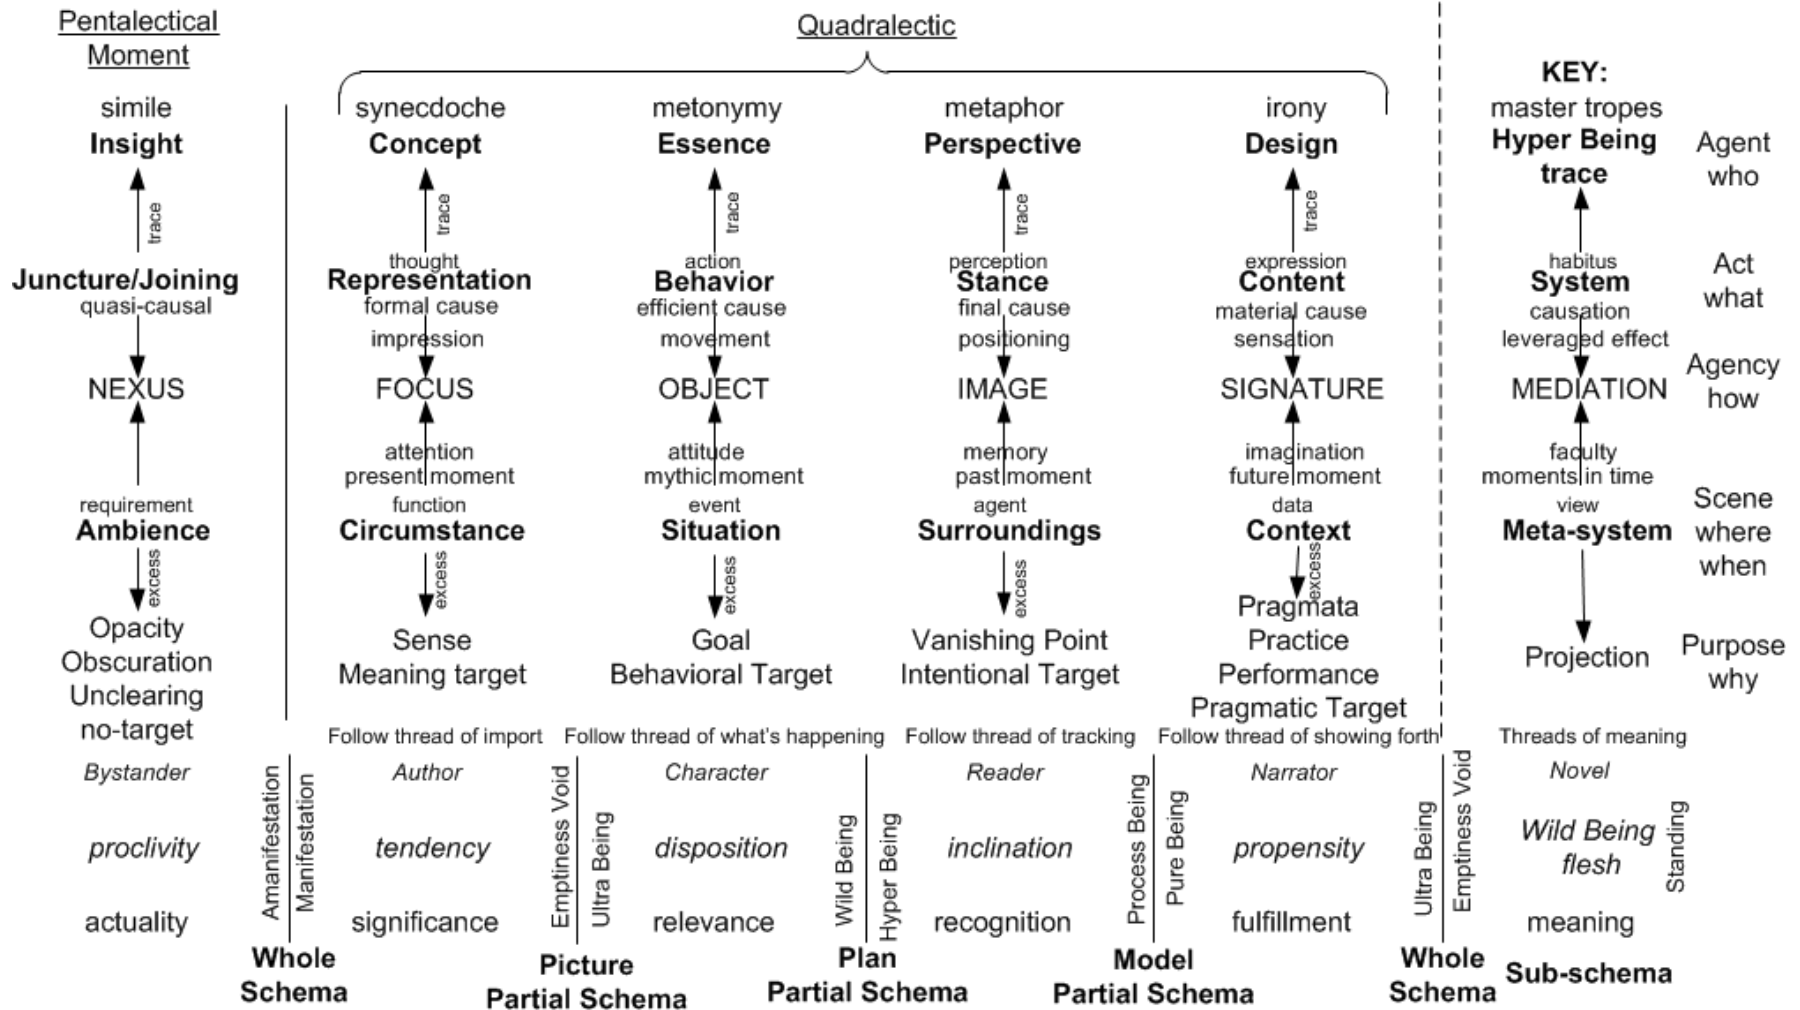 Pentalectical
Moment
Quadralectic
KEY:
simile
synecdoche
metonymy
metaphor
irony
master tropes
Insight
Concept
Essence
Perspective
Design
Hyper Being
trace
Agent
who
trace
trace
trace
trace
trace
thought
action
perception
expression
habitus
Juncture/Joining
Representation
Behavior
Stance
Content
System
Act
what
quasi-causal
formal cause
efficient cause
final cause
material cause
causation
impression
movement
positioning
sensation
leveraged effect
NEXUS
FOCUS
OBJECT
IMAGE
SIGNATURE
MEDIATION
Agency
how
attention
attitude
memory
imagination
faculty
present moment
mythic moment
past moment
future moment
moments in time
requirement
function
event
agent
data
view
Ambience
Circumstance
Situation
Surroundings
Context
Meta-system
Scene
where
when
excess
excess
excess
excess
excess
Opacity
Obscuration
Unclearing
no-target
Sense
Meaning target
Goal
Behavioral Target
Vanishing Point
Intentional Target
Pragmata
Practice
Performance
Pragmatic Target
Projection
Purpose
why
Follow thread of import
Follow thread of what's happening
Follow thread of tracking
Follow thread of showing forth
Threads of meaning
Bystander
Author
Character
Reader
Narrator
Novel
Amanifestation
Manifestation
Emptiness Void
Ultra Being
Wild Being
Hyper Being
Process Being
Pure Being
Ultra Being
Emptiness Void
proclivity
tendency
disposition
inclination
propensity
Wild Being
flesh
Standing
actuality
significance
relevance
recognition
fulfillment
meaning
Whole
Schema
Picture
Partial Schema
Plan
Partial Schema
Model
Partial Schema
Whole
Schema
Sub-schema